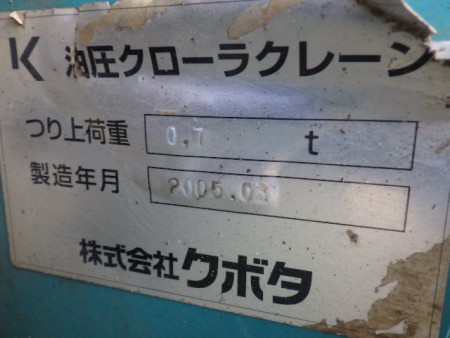 K 油圧クローラクレーン
つり上荷重 0.7 t
製造年月 2005.03
株式会社クボタ